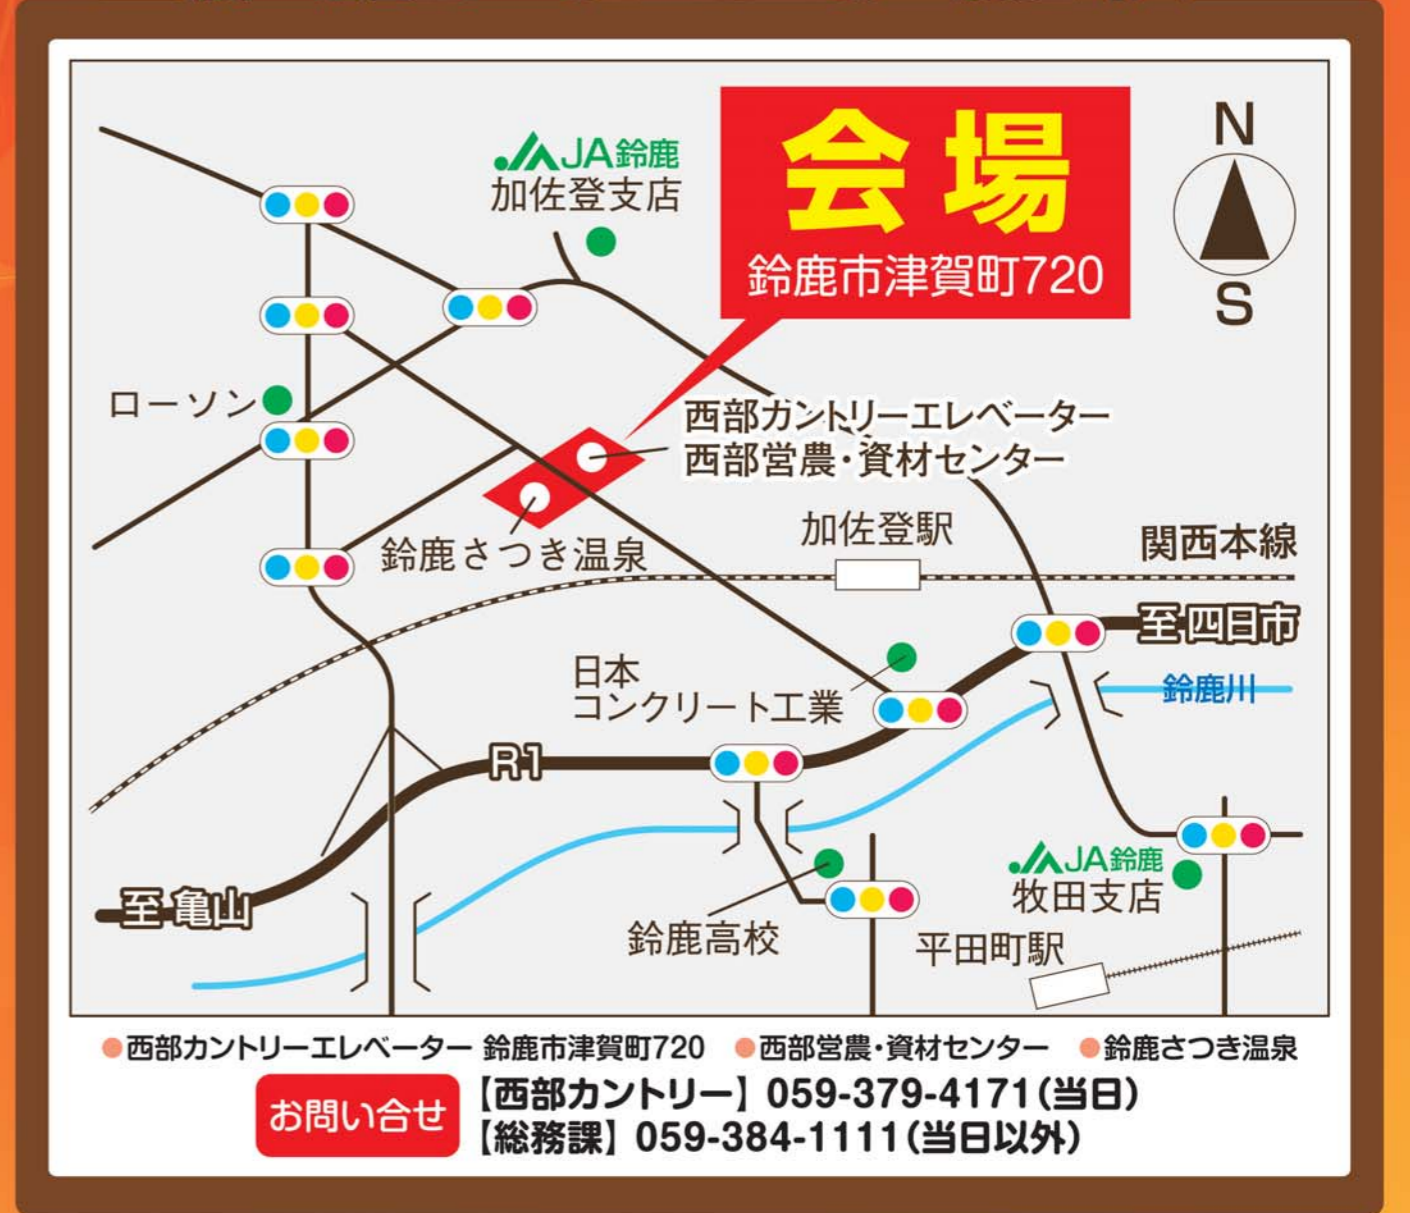 JA鈴鹿
加佐登支店
会場
鈴鹿市津賀町720
N
S
ローソン
西部カントリーエレベーター
西部営農・資材センター
鈴鹿さつき温泉
加佐登駅
関西本線
至四日市
鈴鹿川
日本
コンクリート工業
R1
至亀山
鈴鹿高校
JA鈴鹿
牧田支店
平田町駅
●西部カントリーエレベーター 鈴鹿市津賀町720 ●西部営農・資材センター ●鈴鹿さつき温泉
お問い合せ
【西部カントリー】059-379-4171(当日)
【総務課】059-384-1111(当日以外)